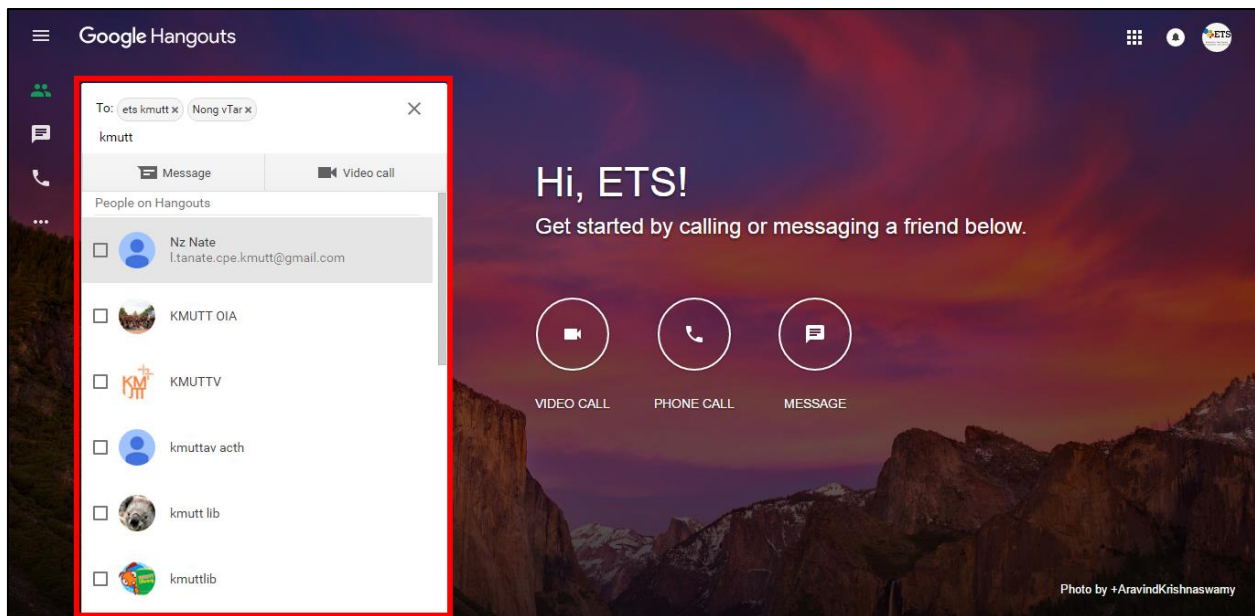 Google Hangouts
ETS
To: ets kmutt x Nong vTar x
kmutt
Message
Video call
People on Hangouts
Nz Nate
l.tanate.cpe.kmutt@gmail.com
KMUTT OIA
KMUTTV
kmuttav acth
kmutt lib
kmuttlib
Hi, ETS!
Get started by calling or messaging a friend below.
VIDEO CALL
PHONE CALL
MESSAGE
Photo by +AravindKrishnaswamy